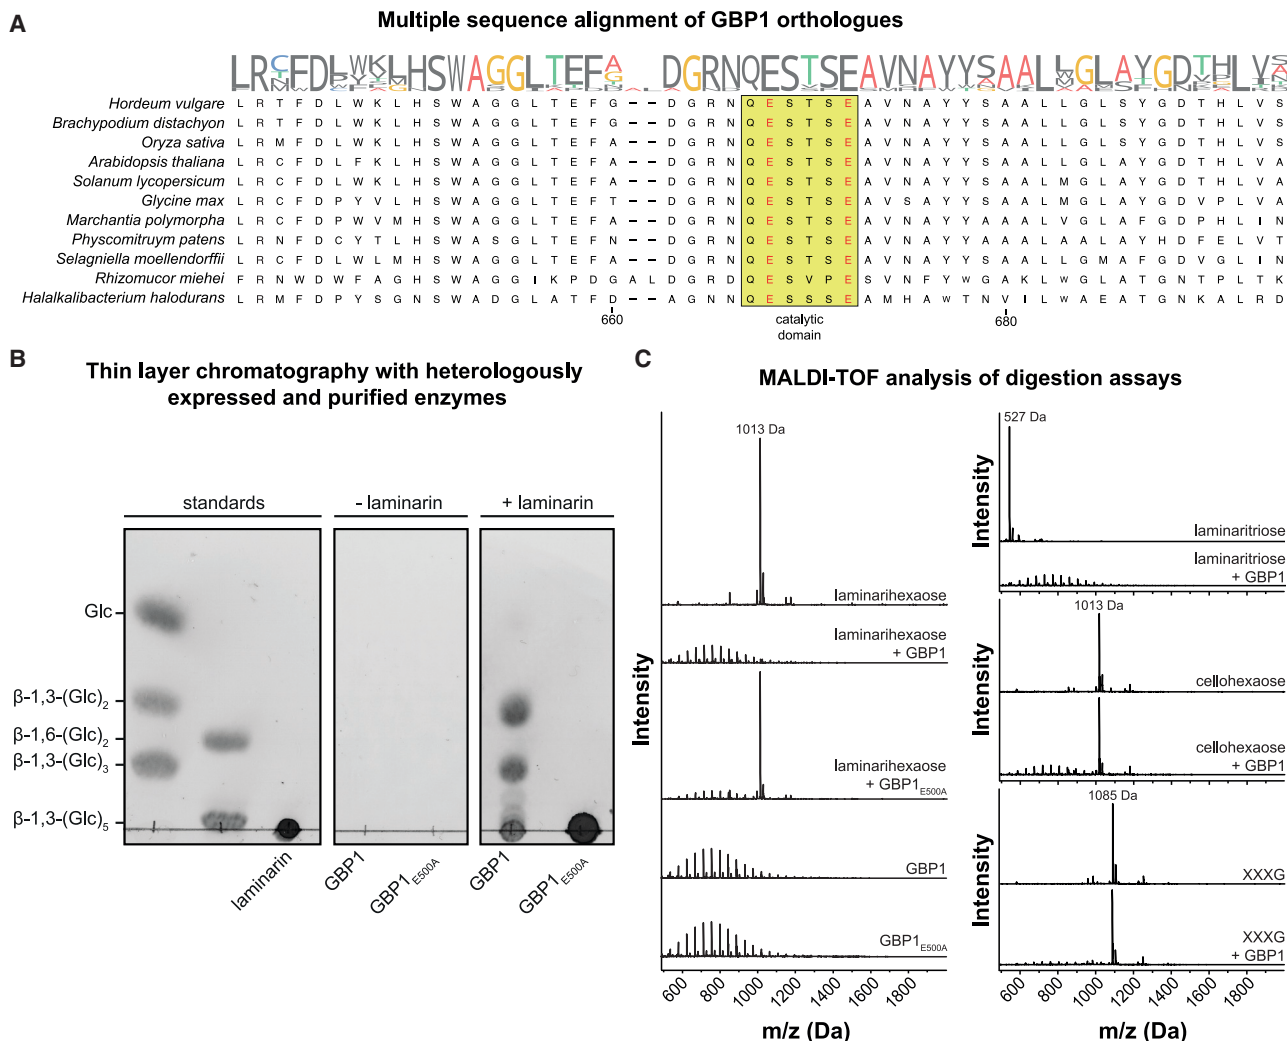 A
Multiple sequence alignment of GBP1 orthologues
Hordeum vulgare L R T F D L W K L H S W A G G L T E F G – – D G R N Q E S T S E A V N A Y Y S A A L L G L S Y G D T H L V S
Brachypodium distachyon L R T F D L W K L H S W A G G L T E F G – – D G R N Q E S T S E A V N A Y Y S A A L L G L S Y G D T H L V S
Oryza sativa L R M F D L W K L H S W A G G L T E F A – – D G R N Q E S T S E A V N A Y Y S A A L L G L S Y G D T H L V S
Arabidopsis thaliana L R C F D L F K L H S W A G G L T E F A – – D G R N Q E S T S E A V N A Y Y S A A L L G L A Y G D T H L V A
Solanum lycopersicum L R C F D L W K L H S W A G G L T E F A – – D G R N Q E S T S E A V N A Y Y S A A L M G L A Y G D T H L V A
Glycine max L R C F D P Y V L H S W A G G L T E F T – – D G R N Q E S T S E A V S A Y Y S A A L M G L A Y G D V P L V A
Marchantia polymorpha L R C F D P W V M H S W A G G L T E F A – – D G R N Q E S T S E A V N A Y Y A A A L V G L A F G D P H L I N
Physcomitruym patens L R N F D C Y T L H S W A S G L T E F N – – D G R N Q E S T S E A V N A Y Y A A A L A A L A Y H D F E L V T
Selagniella moellendorffii L R C F D L W L M H S W A G G L T E F A – – D G R N Q E S T S E A V N A Y Y S A A L L G M A F G D V G L I N
Rhizomucor miehei F R N W D W F A G H S W A G G I K P D G A L D G R D Q E S V P E S V N F Y W G A K L W L G A T G N T P L T K
Halalkalibacterium halodurans L R M F D P Y S G N S W A D G L A T F D – – A G N N Q E S S S E A M H A W T N V I L W A E A T G N K A L R D
660
catalytic
domain
680
B
Thin layer chromatography with heterologously
expressed and purified enzymes
standards
- laminarin
+ laminarin
Glc
β-1,3-(Glc)2
β-1,6-(Glc)2
β-1,3-(Glc)3
β-1,3-(Glc)5
laminarin
GBP1
GBP1E500A
GBP1
GBP1E500A
C
MALDI-TOF analysis of digestion assays
Intensity
1013 Da
laminarihexaose
laminarihexaose
+ GBP1
laminarihexaose
+ GBP1E500A
GBP1
GBP1E500A
600 800 1000 1200 1400 1600 1800
m/z (Da)
Intensity
527 Da
laminaritriose
laminaritriose
+ GBP1
Intensity
1013 Da
cellohexaose
cellohexaose
+ GBP1
Intensity
1085 Da
XXXG
XXXG
+ GBP1
600 800 1000 1200 1400 1600 1800
m/z (Da)